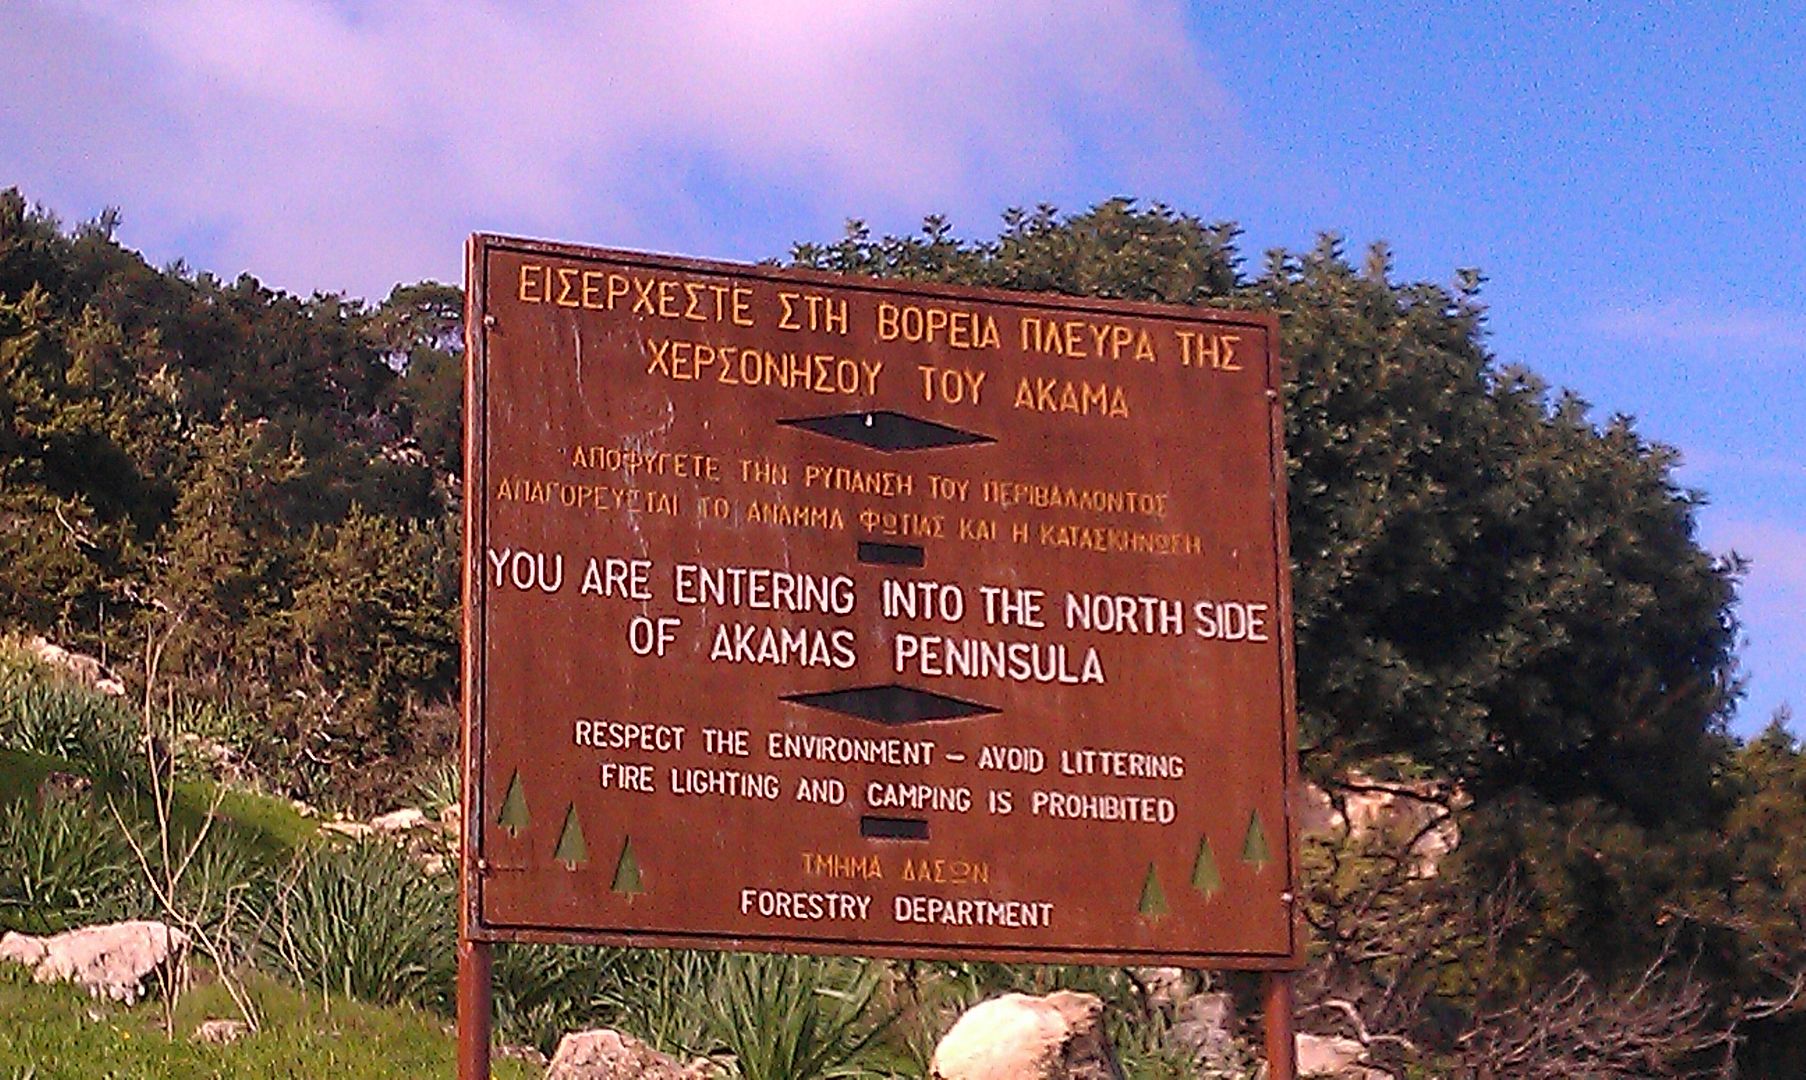 ΕΙΣΕΡΧΕΣΤΕ ΣΤΗ ΒΟΡΕΙΑ ΠΛΕΥΡΑ ΤΗΣ
ΧΕΡΣΟΝΗΣΟΥ ΤΟΥ ΑΚΑΜΑ
ΑΠΟΦΥΓΕΤΕ ΤΗΝ ΡΥΠΑΝΣΗ ΤΟΥ ΠΕΡΙΒΑΛΛΟΝΤΟΣ
ΑΠΑΓΟΡΕΥΕΤΑΙ ΤΟ ΑΝΑΜΜΑ ΦΩΤΙΑΣ ΚΑΙ Η ΚΑΤΑΣΚΗΝΩΣΗ
YOU ARE ENTERING INTO THE NORTH SIDE
OF AKAMAS PENINSULA
RESPECT THE ENVIRONMENT – AVOID LITTERING
FIRE LIGHTING AND CAMPING IS PROHIBITED
ΤΜΗΜΑ ΔΑΣΩΝ
FORESTRY DEPARTMENT